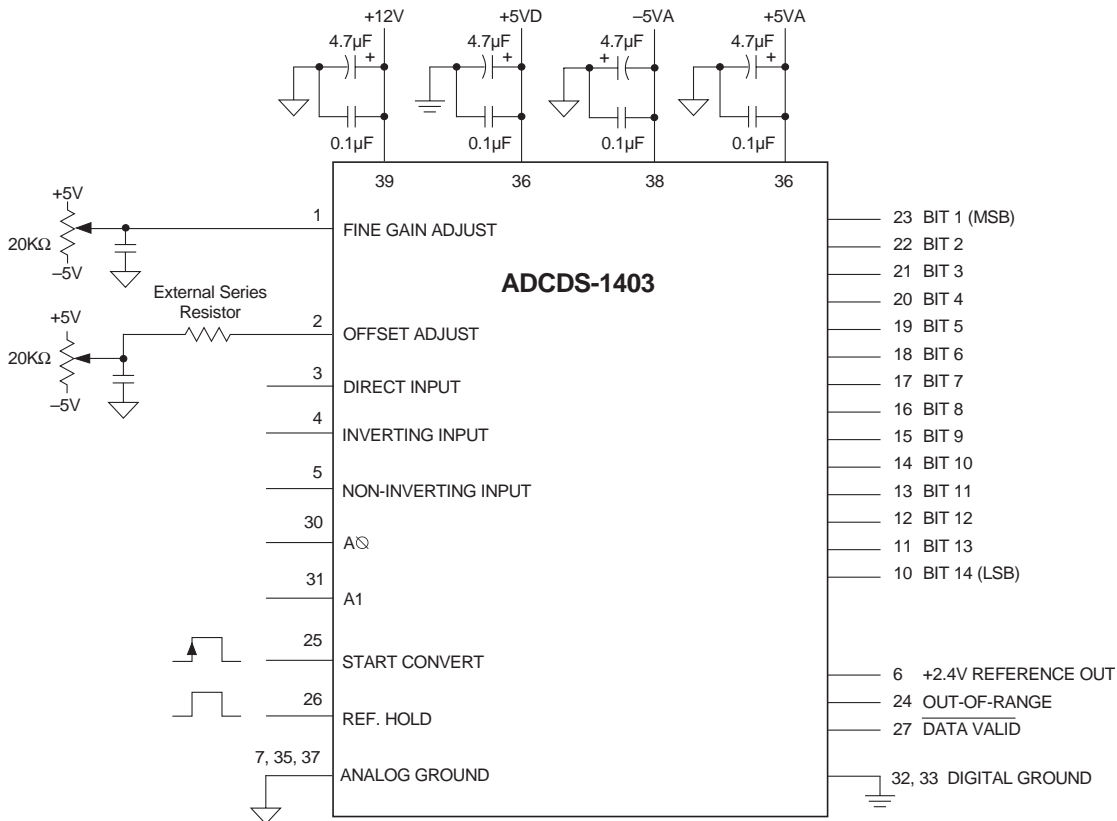 +12V +5VD –5VA +5VA
4.7µF 4.7µF 4.7µF 4.7µF
+ + + +
0.1µF 0.1µF 0.1µF 0.1µF
39 36 38 36
ADCDS-1403
+5V
20KΩ
–5V
1 FINE GAIN ADJUST
External Series
Resistor
+5V
20KΩ
–5V
2 OFFSET ADJUST
3 DIRECT INPUT
4 INVERTING INPUT
5 NON-INVERTING INPUT
30 A∅
31 A1
25 START CONVERT
26 REF. HOLD
7, 35, 37 ANALOG GROUND
23 BIT 1 (MSB)
22 BIT 2
21 BIT 3
20 BIT 4
19 BIT 5
18 BIT 6
17 BIT 7
16 BIT 8
15 BIT 9
14 BIT 10
13 BIT 11
12 BIT 12
11 BIT 13
10 BIT 14 (LSB)
6 +2.4V REFERENCE OUT
24 OUT-OF-RANGE
27 DATA VALID
32, 33 DIGITAL GROUND